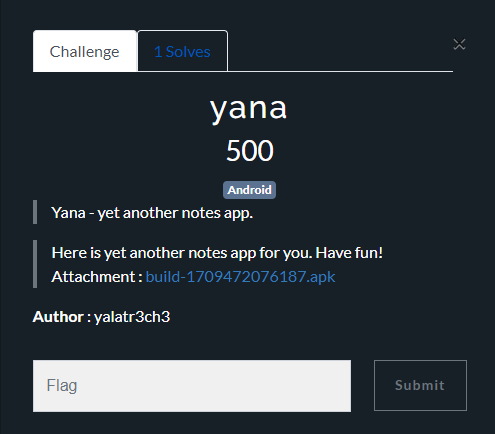 Challenge
1 Solves
yana
500
Android
Yana - yet another notes app.
Here is yet another notes app for you. Have fun!
Attachment : build-1709472076187.apk
Author : yalatr3ch3
Flag
Submit